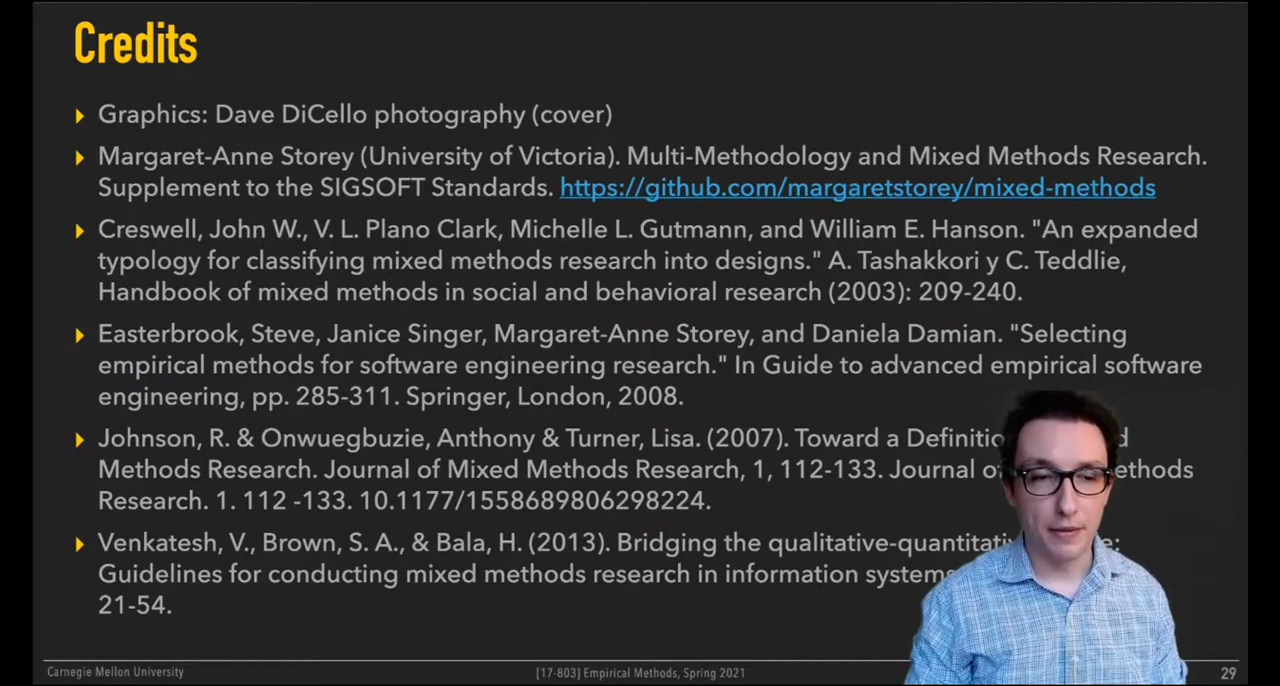 Credits
Graphics: Dave DiCello photography (cover)
Margaret-Anne Storey (University of Victoria). Multi-Methodology and Mixed Methods Research.
Supplement to the SIGSOFT Standards. https://github.com/margaretstorey/mixed-methods
Creswell, John W., V. L. Plano Clark, Michelle L. Gutmann, and William E. Hanson. "An expanded
typology for classifying mixed methods research into designs." A. Tashakkori y C. Teddlie,
Handbook of mixed methods in social and behavioral research (2003): 209-240.
Easterbrook, Steve, Janice Singer, Margaret-Anne Storey, and Daniela Damian. "Selecting
empirical methods for software engineering research." In Guide to advanced empirical software
engineering, pp. 285-311. Springer, London, 2008.
Johnson, R. & Onwuegbuzie, Anthony & Turner, Lisa. (2007). Toward a
Methods Research. Journal of Mixed Methods Research, 1, 112-133. Journal
Research. 1. 112 -133. 10.1177/1558689806298224.
Venkatesh, V., Brown, S. A., & Bala, H. (2013). Bridging the
Guidelines for conducting mixed methods research in information
21-54.
Carnegie Mellon University
[17-803] Empirical Methods, Spring 2021
29